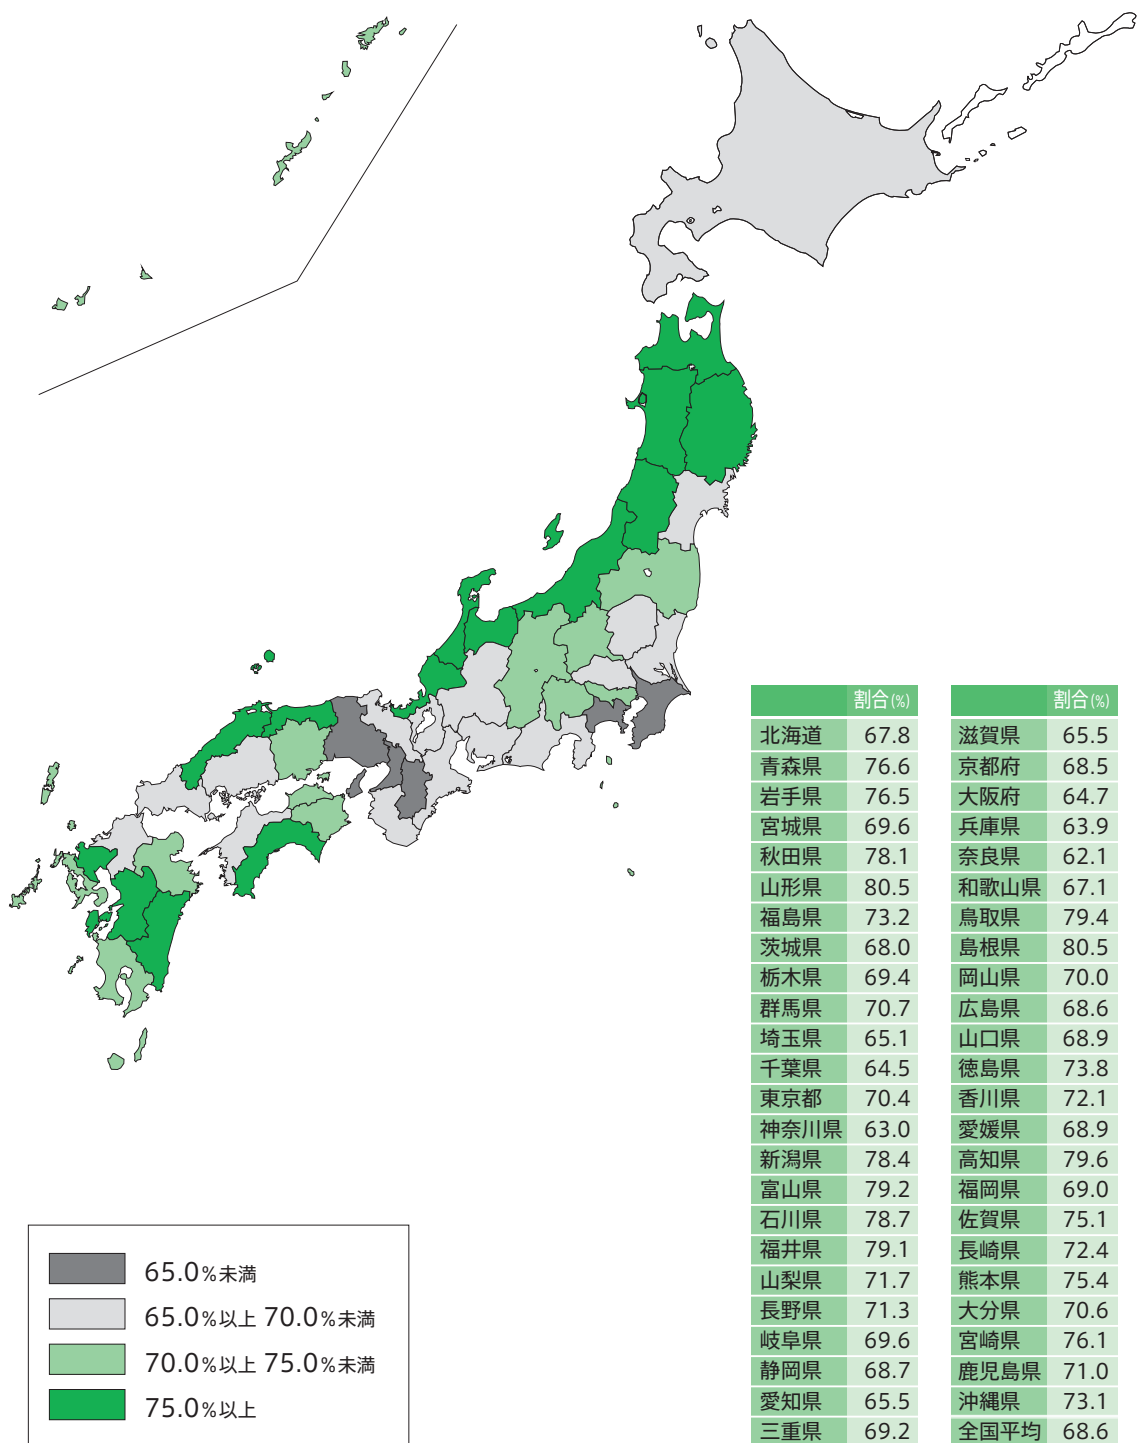 割合(%)
北海道 67.8
青森県 76.6
岩手県 76.5
宮城県 69.6
秋田県 78.1
山形県 80.5
福島県 73.2
茨城県 68.0
栃木県 69.4
群馬県 70.7
埼玉県 65.1
千葉県 64.5
東京都 70.4
神奈川県 63.0
新潟県 78.4
富山県 79.2
石川県 78.7
福井県 79.1
山梨県 71.7
長野県 71.3
岐阜県 69.6
静岡県 68.7
愛知県 65.5
三重県 69.2
割合(%)
滋賀県 65.5
京都府 68.5
大阪府 64.7
兵庫県 63.9
奈良県 62.1
和歌山県 67.1
鳥取県 79.4
島根県 80.5
岡山県 70.0
広島県 68.6
山口県 68.9
徳島県 73.8
香川県 72.1
愛媛県 68.9
高知県 79.6
福岡県 69.0
佐賀県 75.1
長崎県 72.4
熊本県 75.4
大分県 70.6
宮崎県 76.1
鹿児島県 71.0
沖縄県 73.1
全国平均 68.6
65.0%未満
65.0%以上 70.0%未満
70.0%以上 75.0%未満
75.0%以上